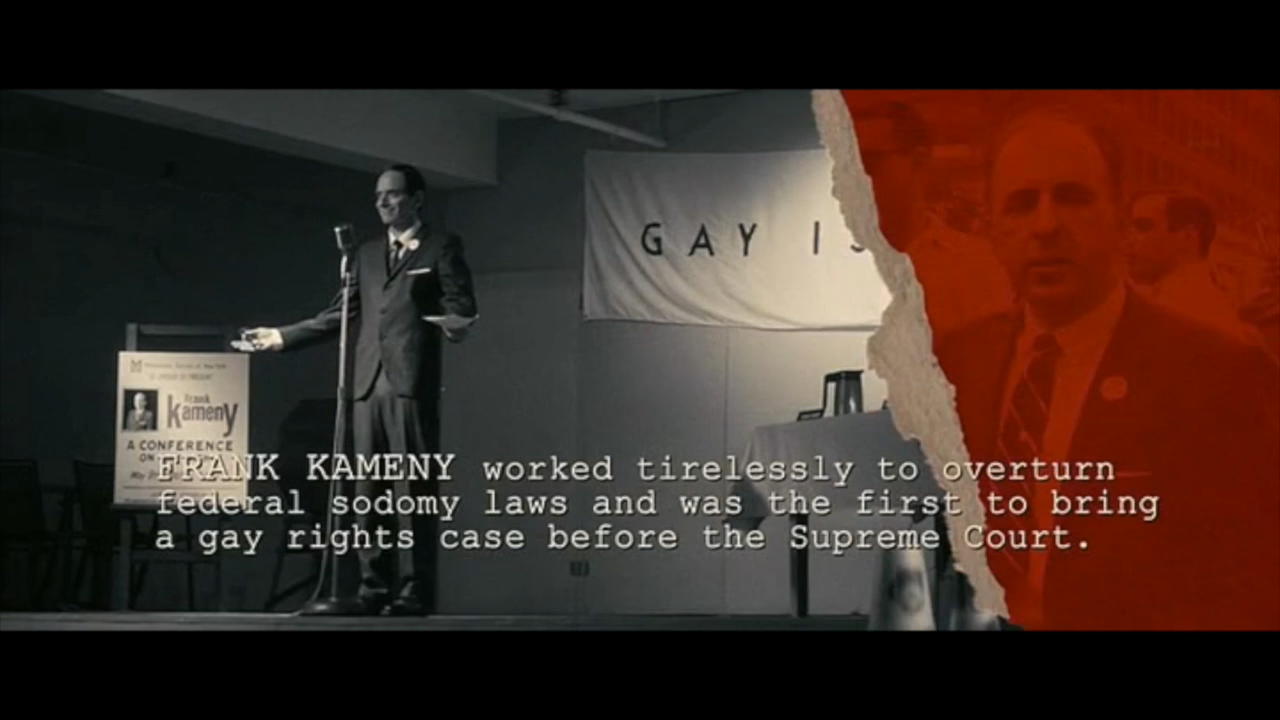 GAY IS
Frank
kameny
A CONFERENCE
FRANK KAMENY worked tirelessly to overturn
federal sodomy laws and was the first to bring
a gay rights case before the Supreme Court.